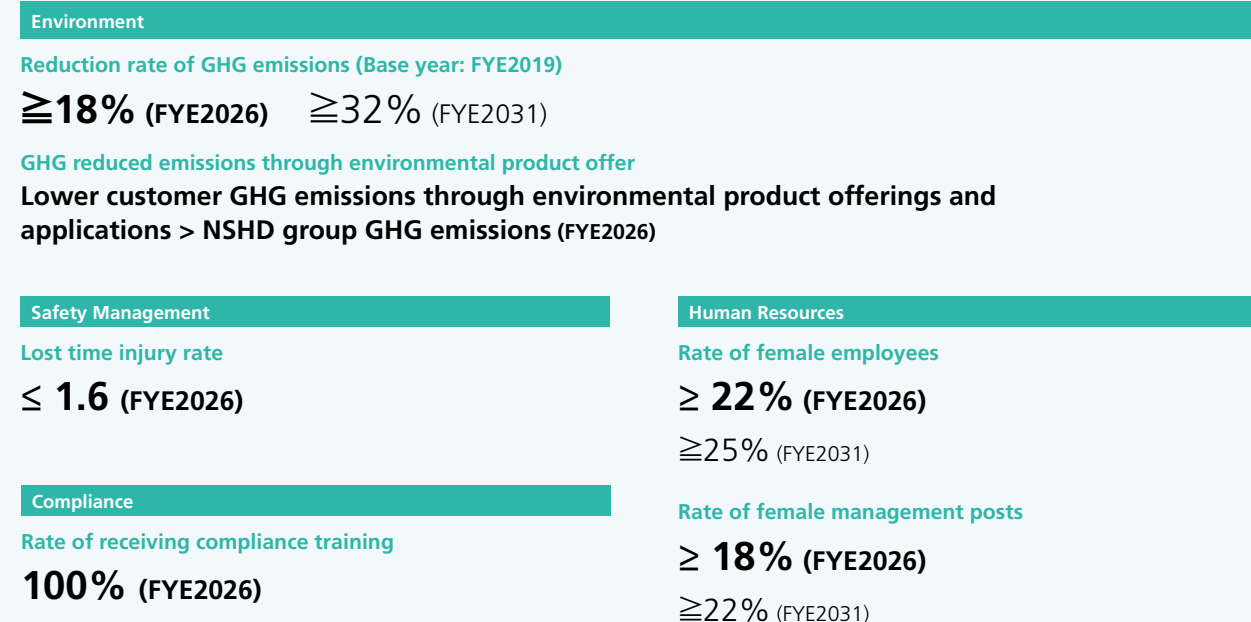 Environment
Reduction rate of GHG emissions (Base year: FYE2019)
≧18% (FYE2026) ≧32% (FYE2031)
GHG reduced emissions through environmental product offer
Lower customer GHG emissions through environmental product offerings and
applications > NSHD group GHG emissions (FYE2026)
Safety Management
Lost time injury rate
≤ 1.6 (FYE2026)
Compliance
Rate of receiving compliance training
100% (FYE2026)
Human Resources
Rate of female employees
≥ 22% (FYE2026)
≧25% (FYE2031)
Rate of female management posts
≥ 18% (FYE2026)
≧22% (FYE2031)